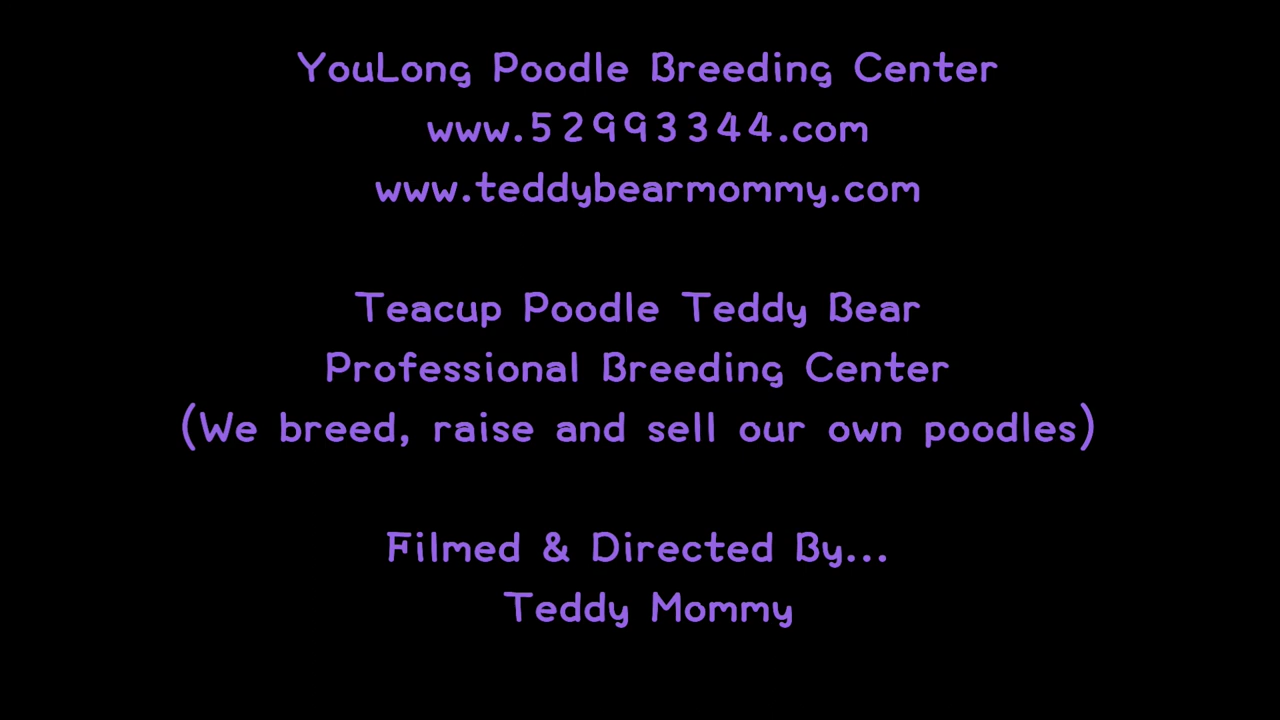 YouLong Poodle Breeding Center
www.52993344.com
www.teddybearmommy.com
Teacup Poodle Teddy Bear
Professional Breeding Center
(We breed, raise and sell our own poodles)
Filmed & Directed By...
Teddy Mommy